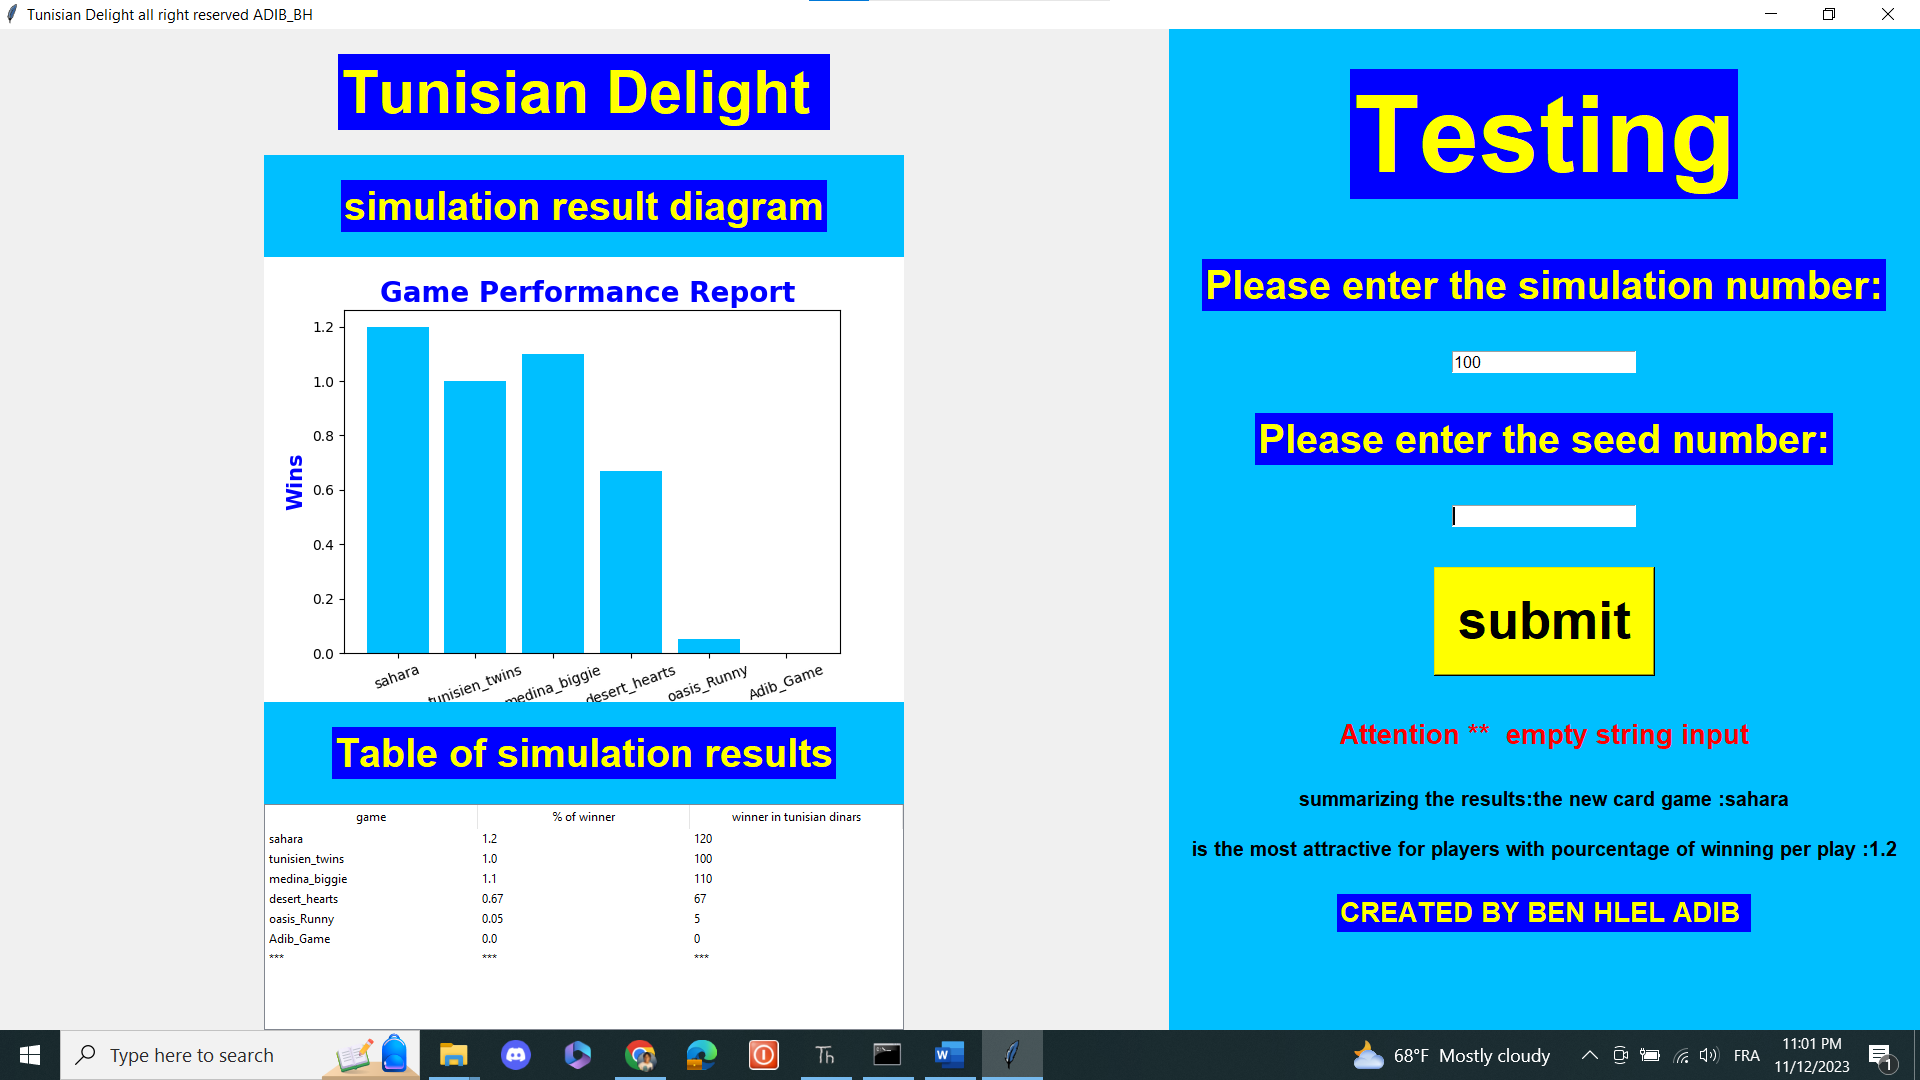 Tunisian Delight all right reserved ADIB_BH
Tunisian Delight
simulation result diagram
Game Performance Report
Wins
1.2
1.0
0.8
0.6
0.4
0.2
0.0
sahara
tunisien_twins
medina_biggie
desert_hearts
oasis_Runny
Adib_Game
Table of simulation results
game % of winner winner in tunisian dinars
sahara 1.2 120
tunisien_twins 1.0 100
medina_biggie 1.1 110
desert_hearts 0.67 67
oasis_Runny 0.05 5
Adib_Game 0.0 0
*** *** ***
Testing
Please enter the simulation number:
100
Please enter the seed number:
submit
Attention ** empty string input
summarizing the results:the new card game :sahara
is the most attractive for players with pourcentage of winning per play :1.2
CREATED BY BEN HLEL ADIB
Type here to search
Th
68°F Mostly cloudy
FRA
11:01 PM
11/12/2023
1